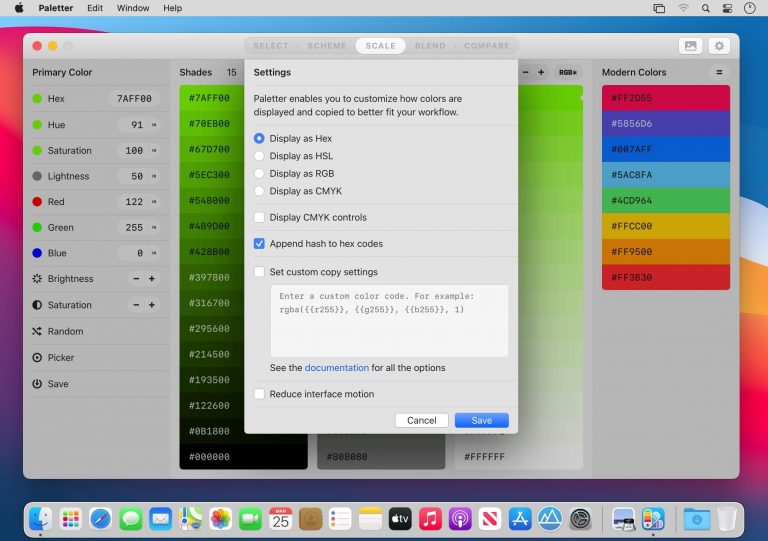 Paletter Edit Window Help
SELECT SCHEME SCALE BLEND COMPARE
Primary Color
Hex 7AFF00
Hue 91
Saturation 100
Lightness 50
Red 122
Green 255
Blue 0
Brightness − +
Saturation − +
Random
Picker
Save
Shades 15
#7AFF00
#70EB00
#67D700
#5EC300
#54B000
#4B9D00
#428B00
#397800
#316700
#295600
#214500
#193500
#122600
#0B1800
#000000
Settings
Paletter enables you to customize how colors are
displayed and copied to better fit your workflow.
Display as Hex
Display as HSL
Display as RGB
Display as CMYK
Display CMYK controls
Append hash to hex codes
Set custom copy settings
Enter a custom color code. For example:
rgba({{r255}}, {{g255}}, {{b255}}, 1)
See the documentation for all the options
Reduce interface motion
Cancel Save
#808080
− + RGB*
#FFFFFF
Modern Colors =
#FF2D55
#5856D6
#007AFF
#5AC8FA
#4CD964
#FFCC00
#FF9500
#FF3B30
MAR
25
tv